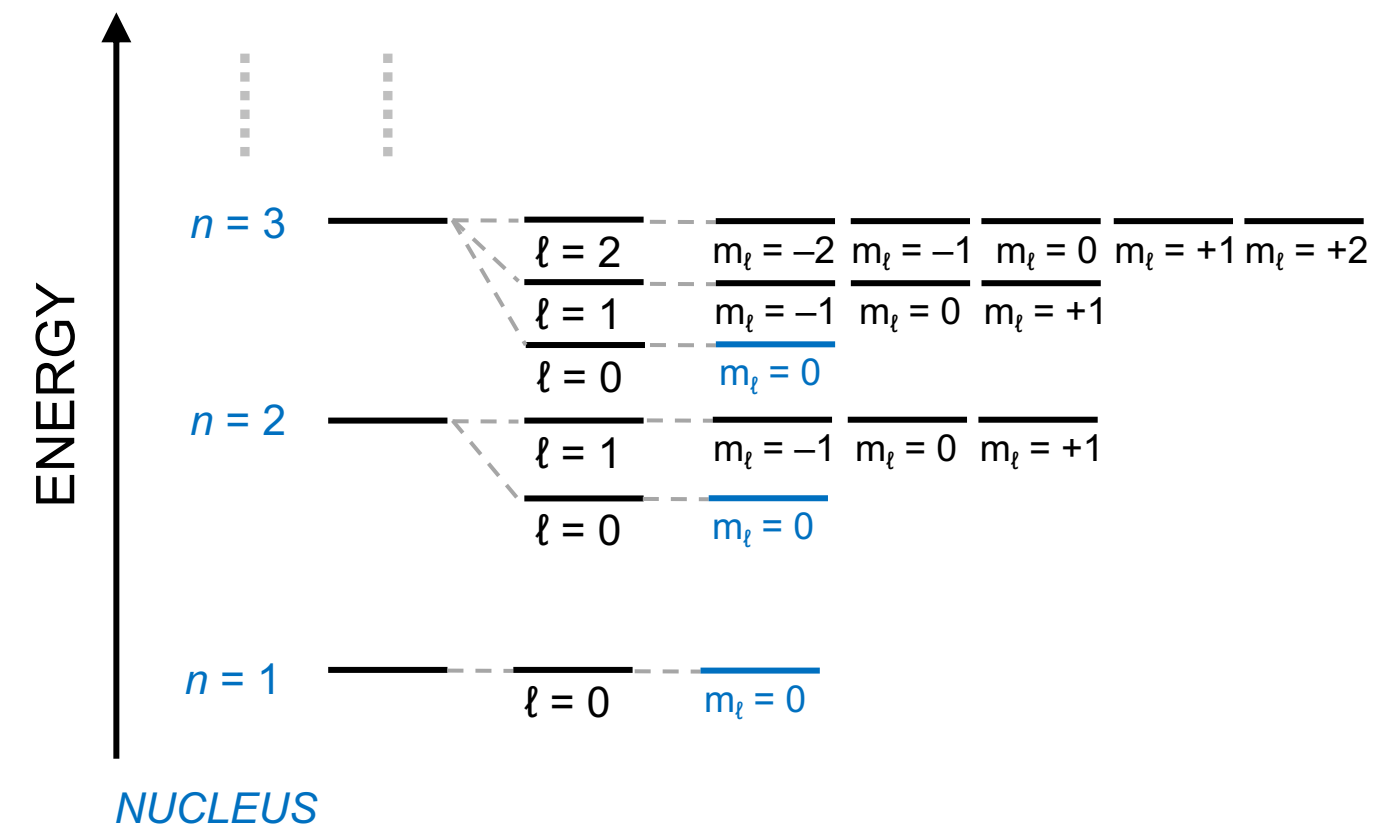 ENERGY
n = 3
ℓ = 2
mℓ = –2 mℓ = –1 mℓ = 0 mℓ = +1 mℓ = +2
ℓ = 1
mℓ = –1 mℓ = 0 mℓ = +1
ℓ = 0
mℓ = 0
n = 2
ℓ = 1
mℓ = –1 mℓ = 0 mℓ = +1
ℓ = 0
mℓ = 0
n = 1
ℓ = 0
mℓ = 0
NUCLEUS